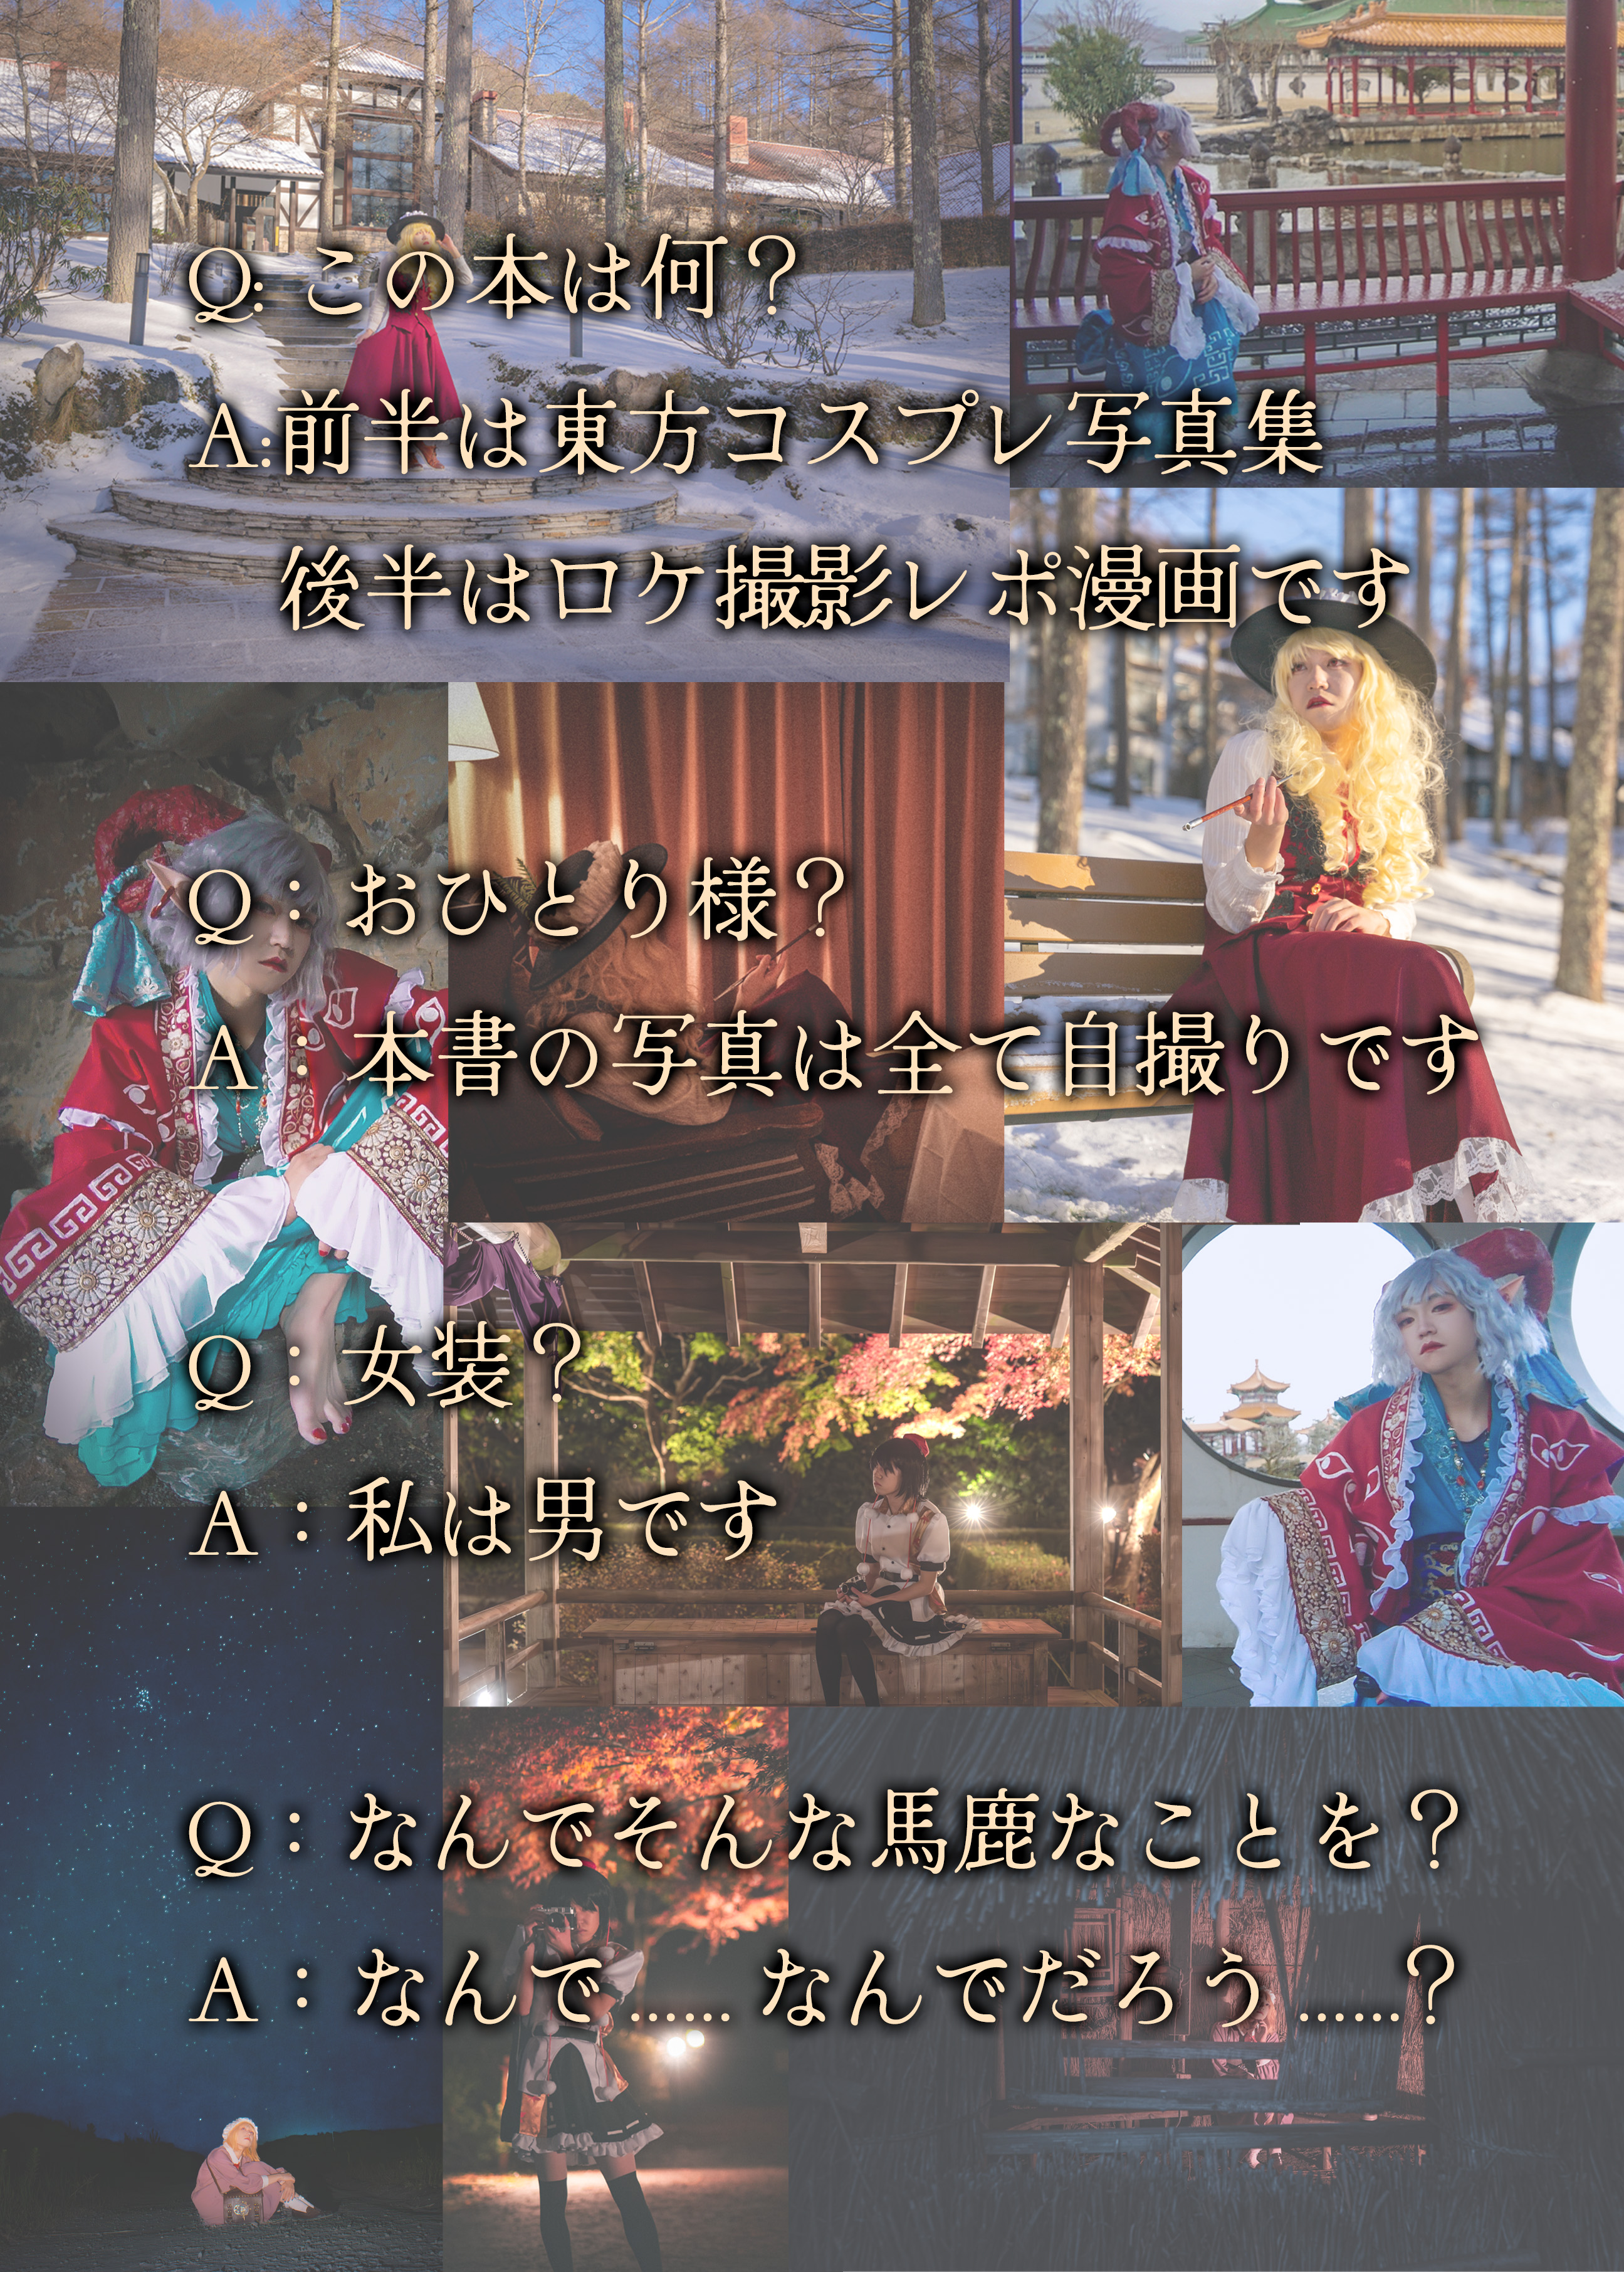 Q: この本は何？
A:前半は東方コスプレ写真集
後半はロケ撮影レポ漫画です
Q：おひとり様？
A：本書の写真は全て自撮りです
Q：女装？
A：私は男です
Q：なんでそんな馬鹿なことを？
A：なんで……なんでだろう……？